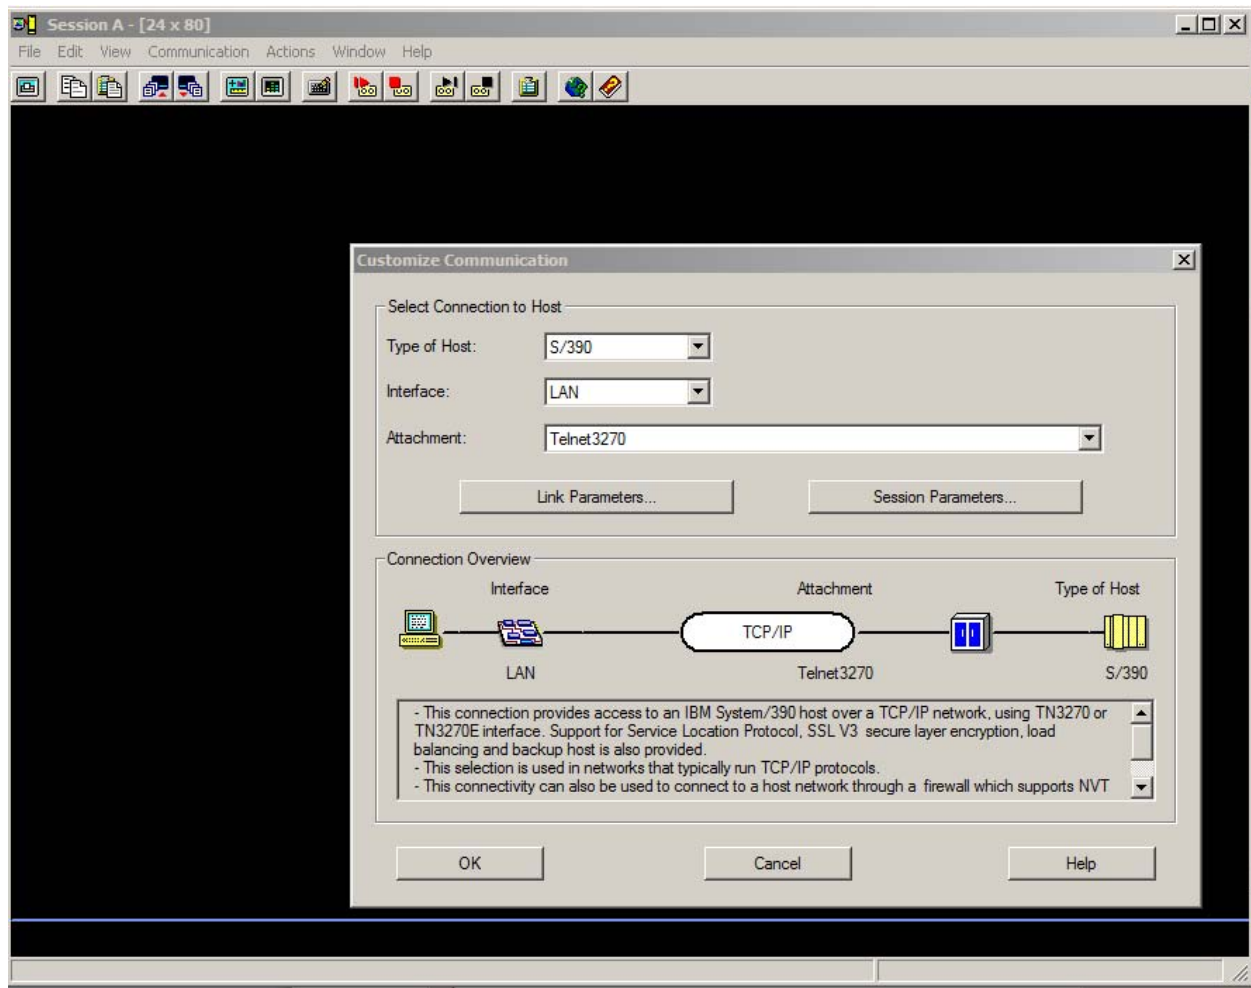 Session A - [24 x 80]
File Edit View Communication Actions Window Help
Customize Communication
Select Connection to Host
Type of Host: S/390
Interface: LAN
Attachment: Telnet3270
Link Parameters... Session Parameters...
Connection Overview
Interface Attachment Type of Host
TCP/IP
LAN Telnet3270 S/390
- This connection provides access to an IBM System/390 host over a TCP/IP network, using TN3270 or
TN3270E interface. Support for Service Location Protocol, SSL V3 secure layer encryption, load
balancing and backup host is also provided.
- This selection is used in networks that typically run TCP/IP protocols.
- This connectivity can also be used to connect to a host network through a firewall which supports NVT
OK Cancel Help